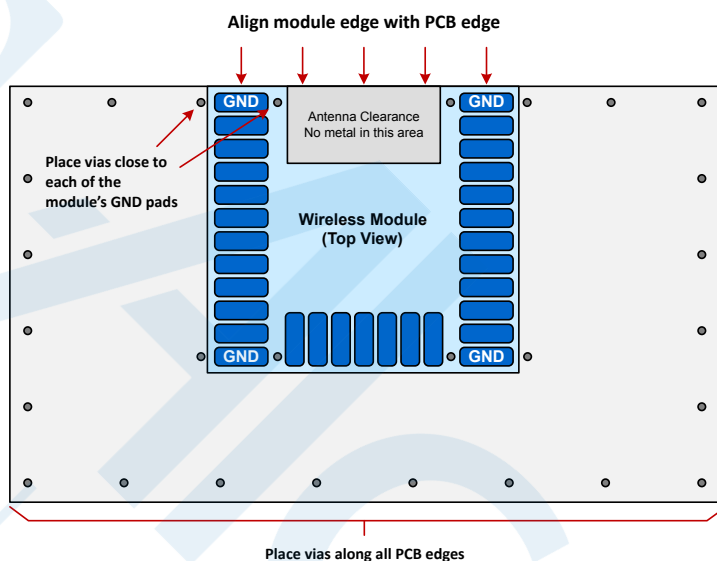 Align module edge with PCB edge
GND
GND
Antenna Clearance
No metal in this area
Place vias close to
each of the
module's GND pads
Wireless Module
(Top View)
GND
GND
Place vias along all PCB edges